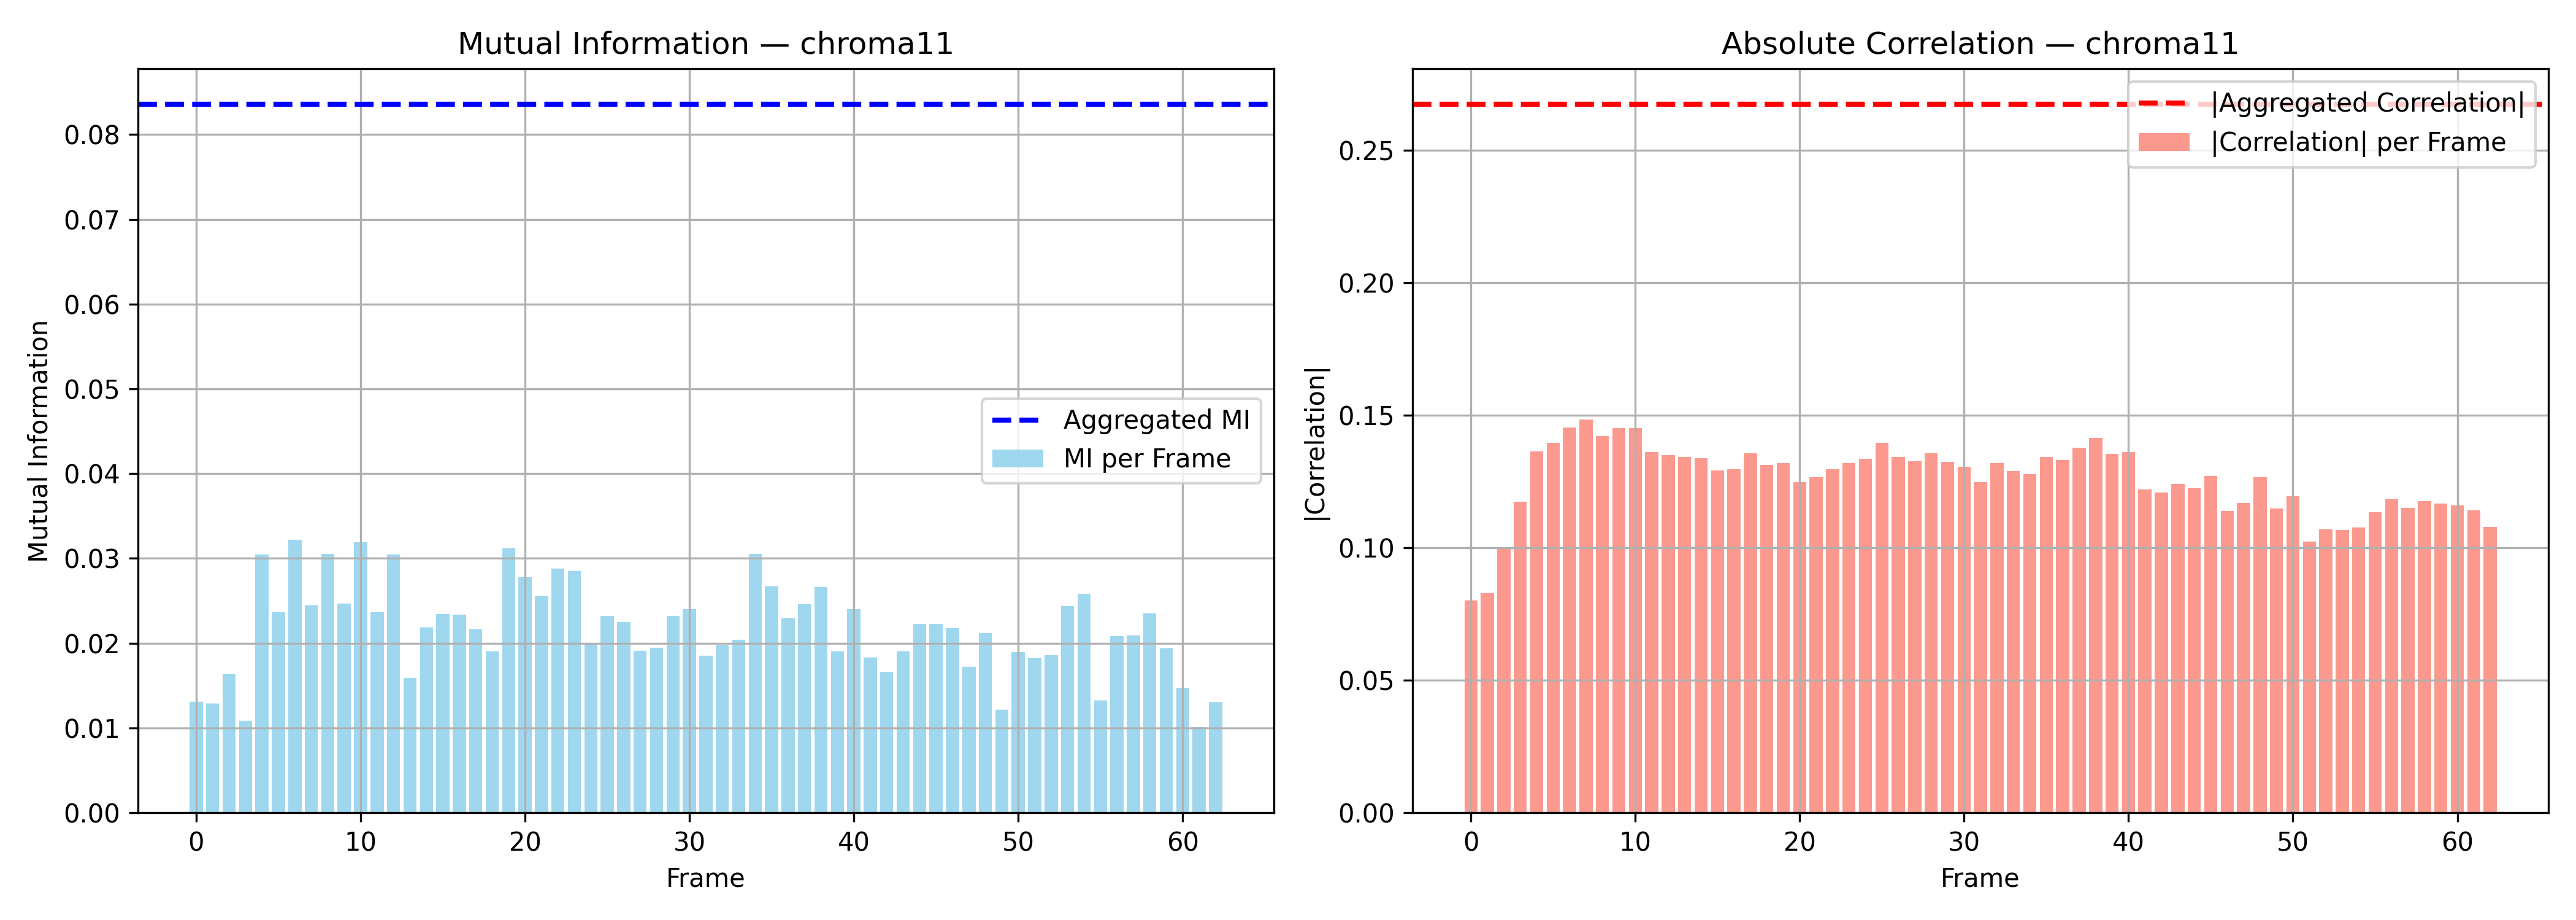 Mutual Information — chroma11
Mutual Information
0.08
0.07
0.06
0.05
0.04
0.03
0.02
0.01
0.00
Aggregated MI
MI per Frame
0 10 20 30 40 50 60
Frame
Absolute Correlation — chroma11
|Correlation|
0.25
0.20
0.15
0.10
0.05
0.00
|Aggregated Correlation|
|Correlation| per Frame
0 10 20 30 40 50 60
Frame